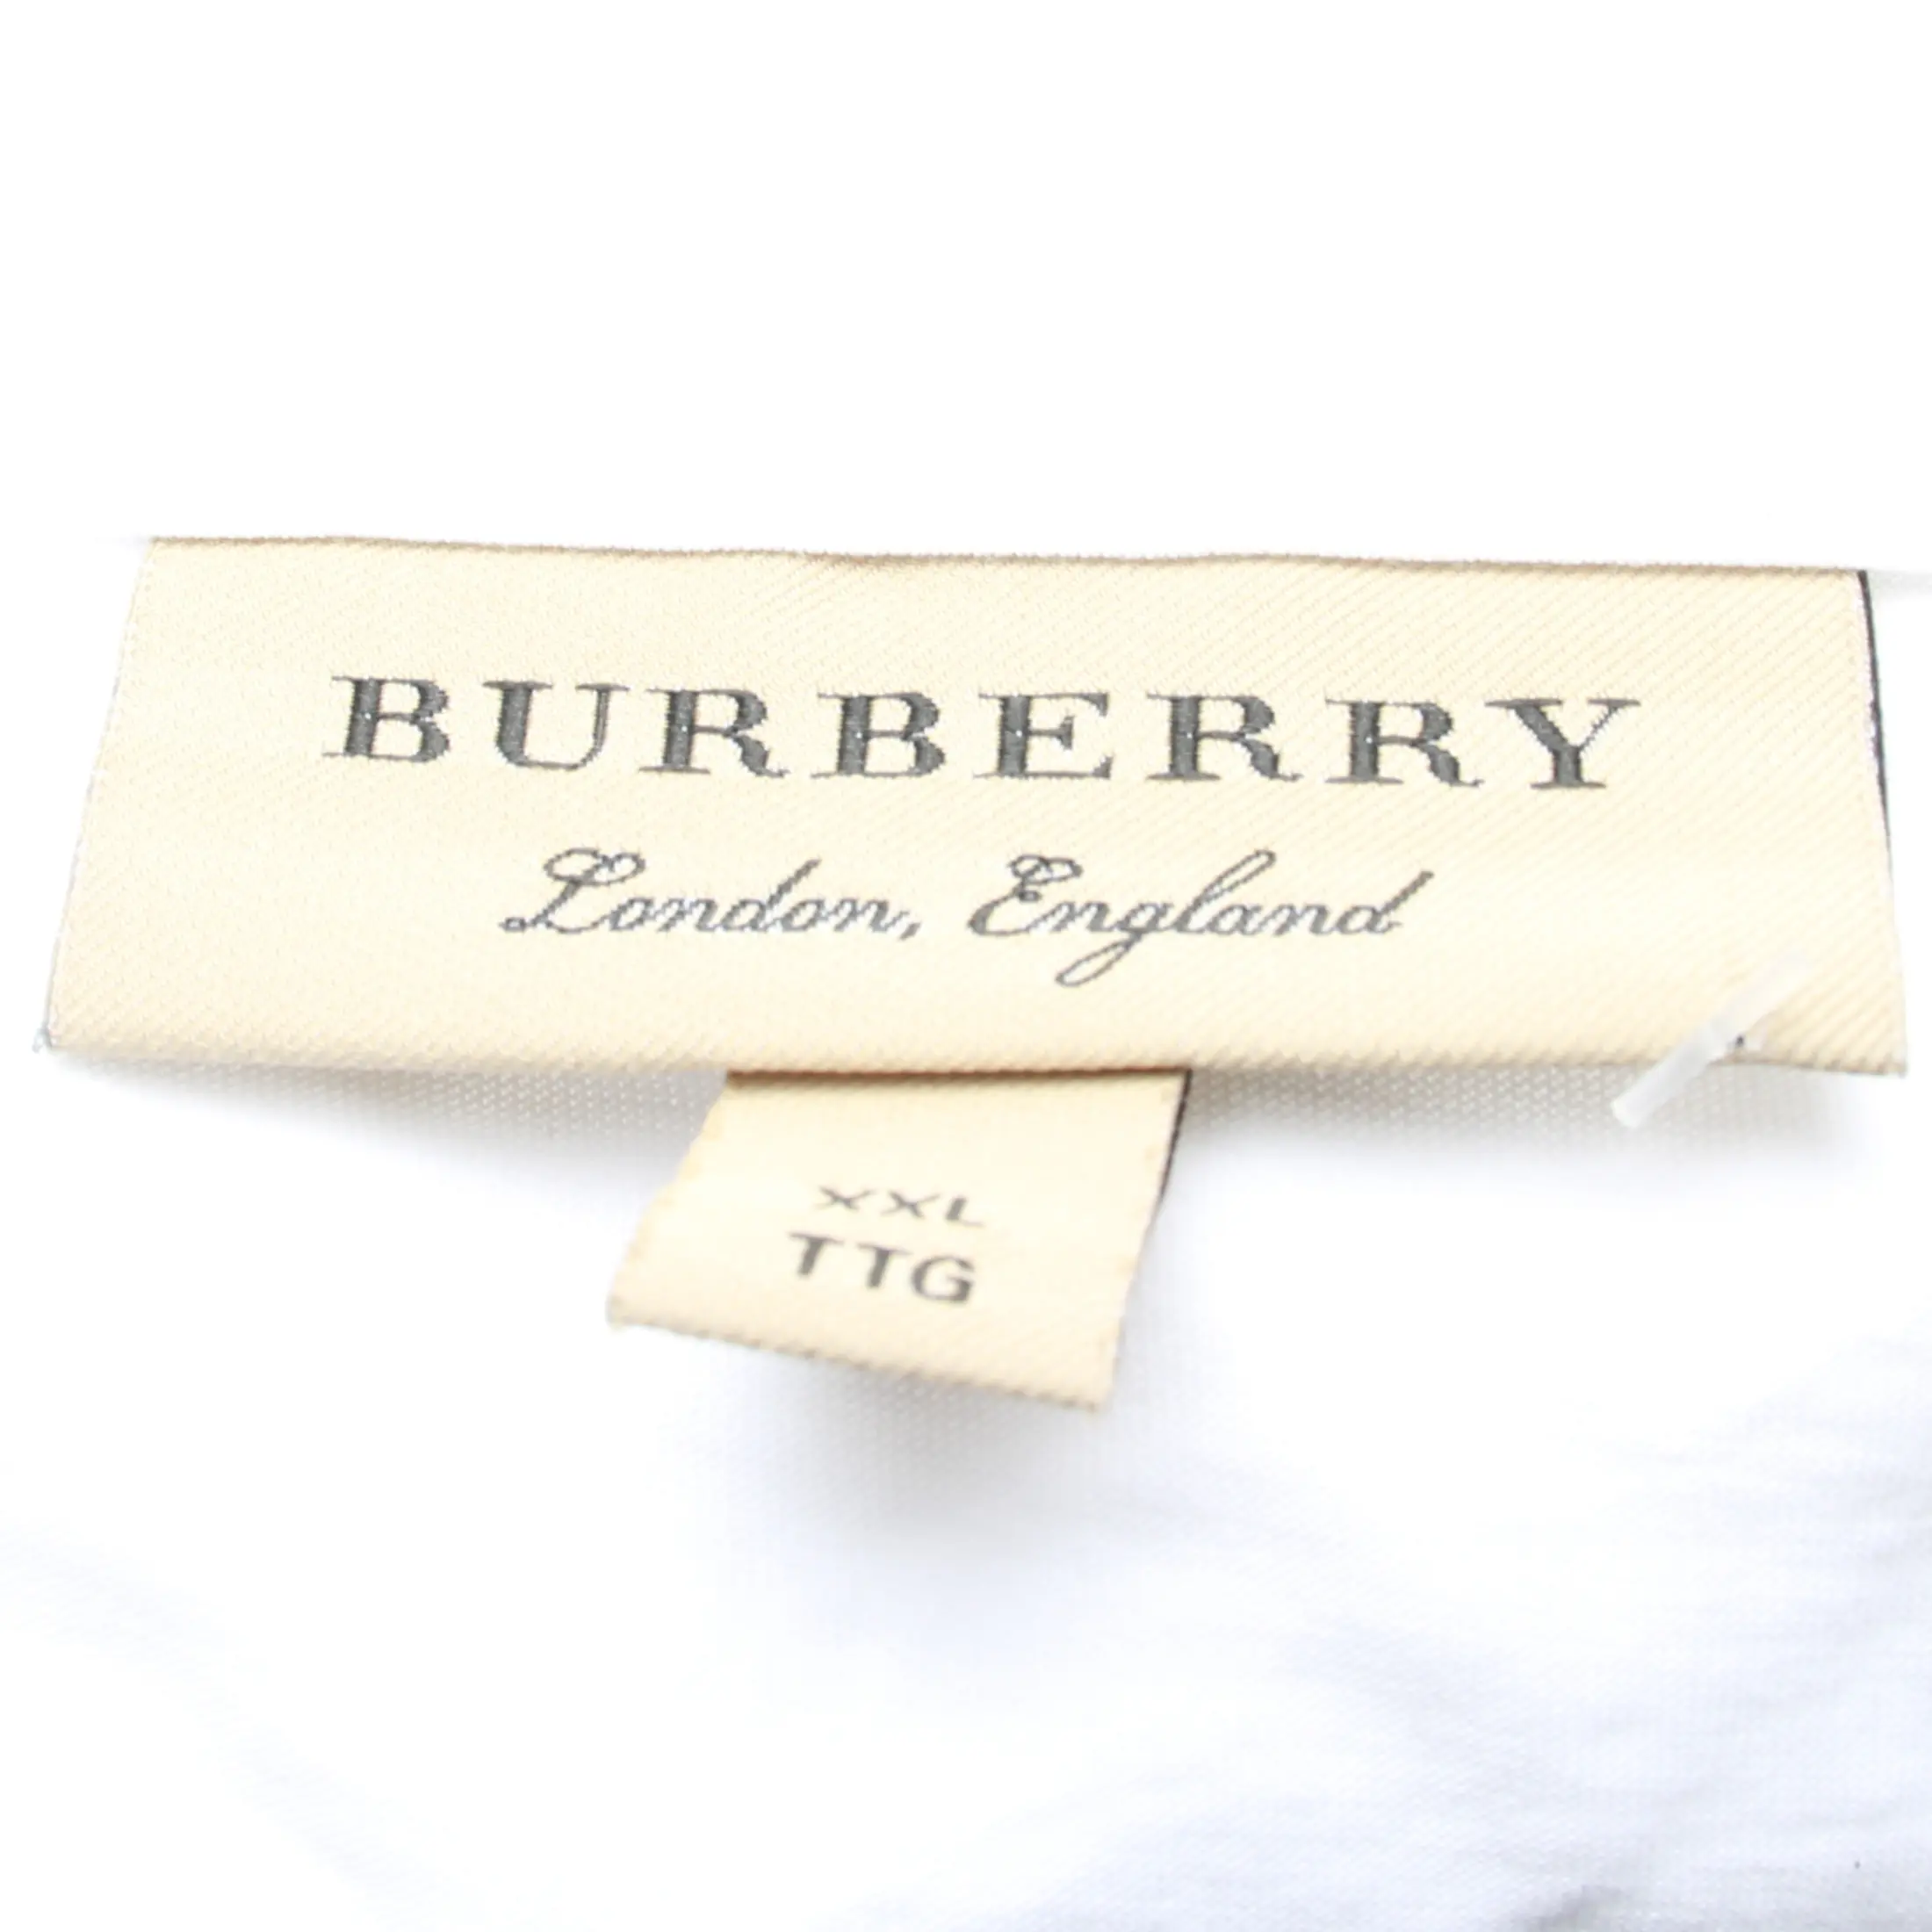 BURBERRY
London, England
XXL
TTG